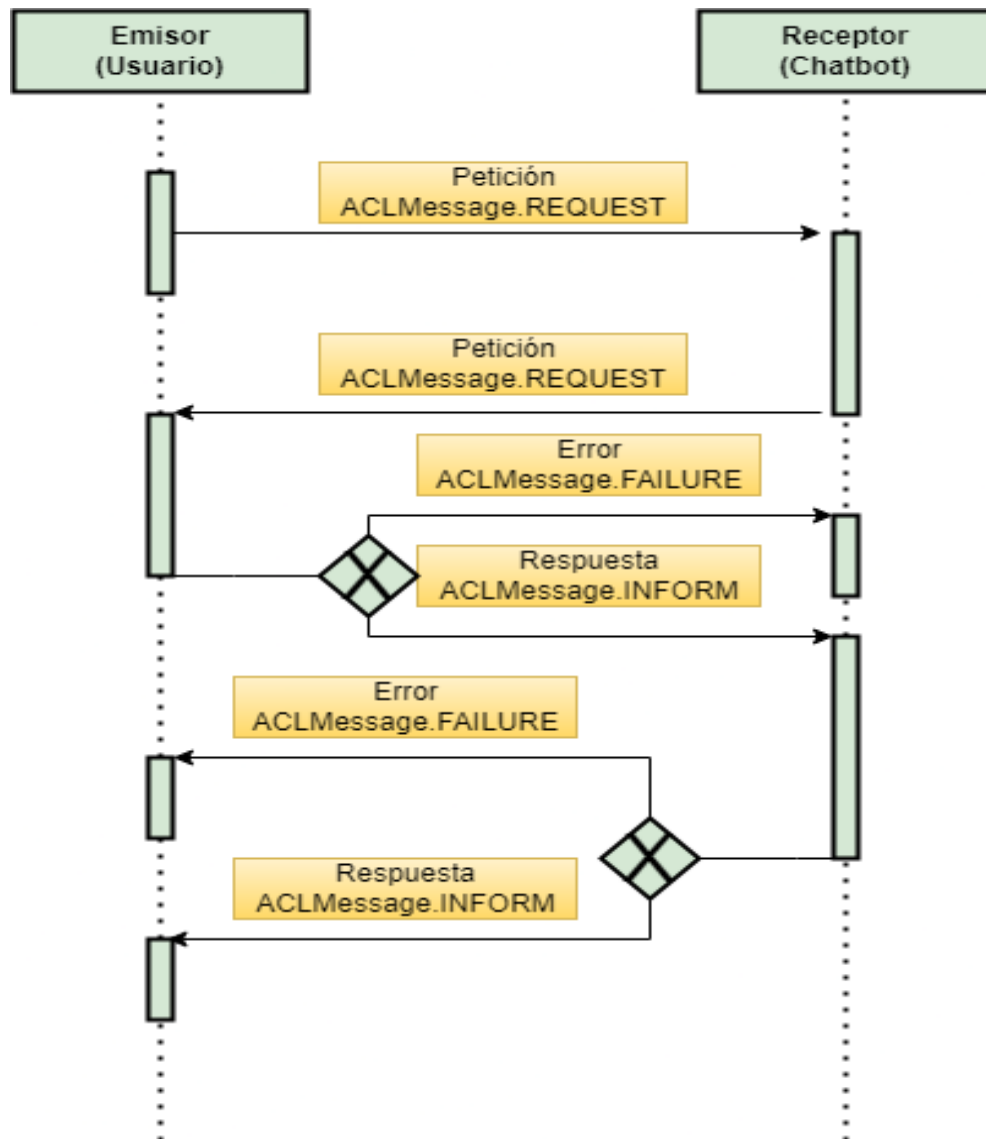 Emisor
(Usuario)
Receptor
(Chatbot)
Petición
ACLMessage.REQUEST
Petición
ACLMessage.REQUEST
Error
ACLMessage.FAILURE
Respuesta
ACLMessage.INFORM
Error
ACLMessage.FAILURE
Respuesta
ACLMessage.INFORM